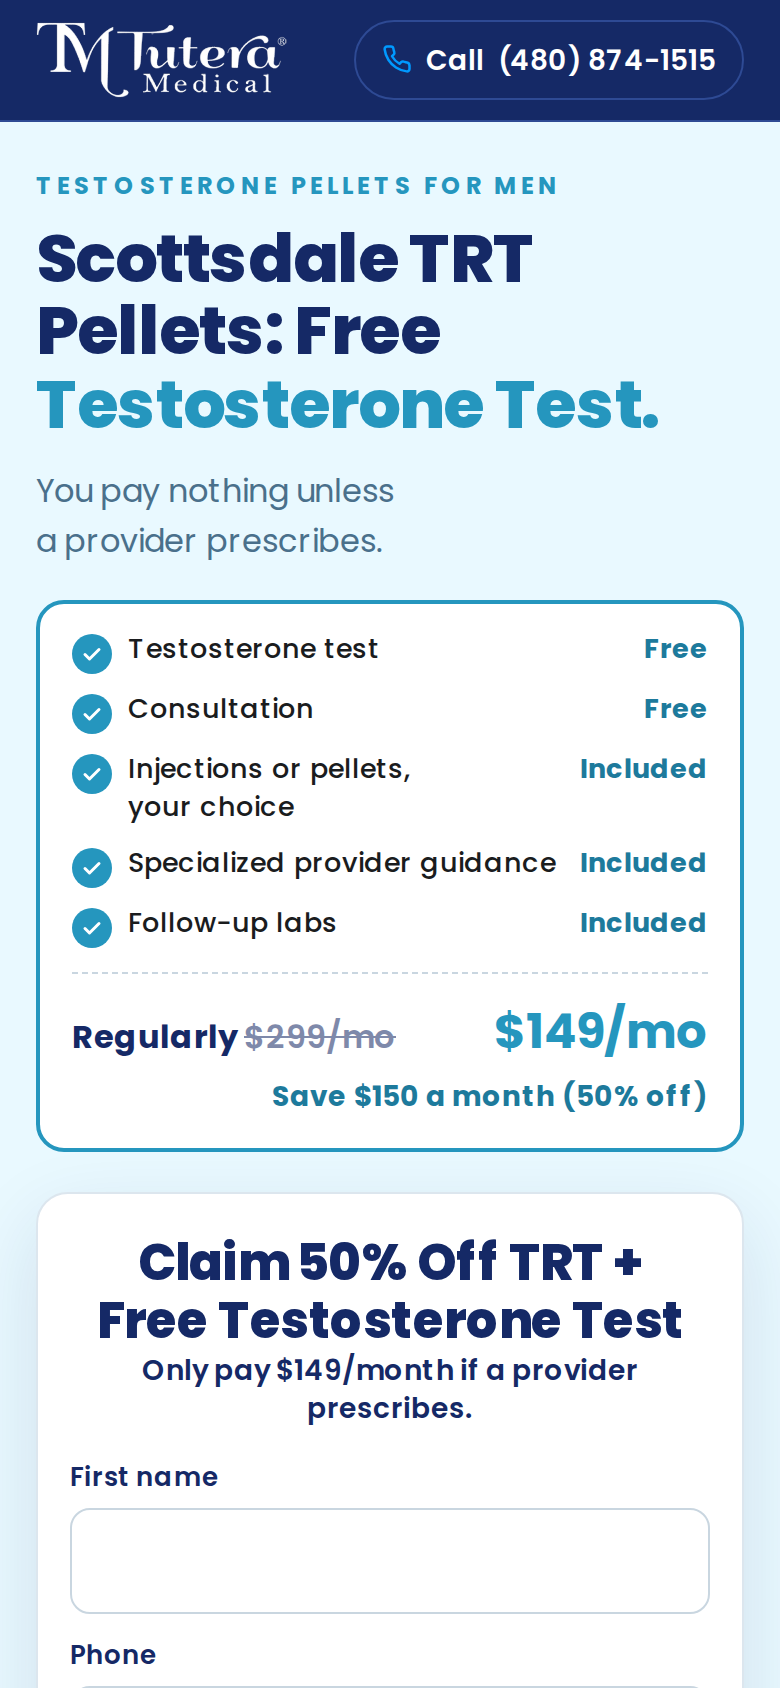 TM Tutera®
Medical
Call (480) 874-1515
TESTOSTERONE PELLETS FOR MEN
Scottsdale TRT
Pellets: Free
Testosterone Test.
You pay nothing unless
a provider prescribes.
Testosterone test Free
Consultation Free
Injections or pellets, Included
your choice
Specialized provider guidance Included
Follow-up labs Included
Regularly $299/mo $149/mo
Save $150 a month (50% off)
Claim 50% Off TRT +
Free Testosterone Test
Only pay $149/month if a provider
prescribes.
First name
Phone